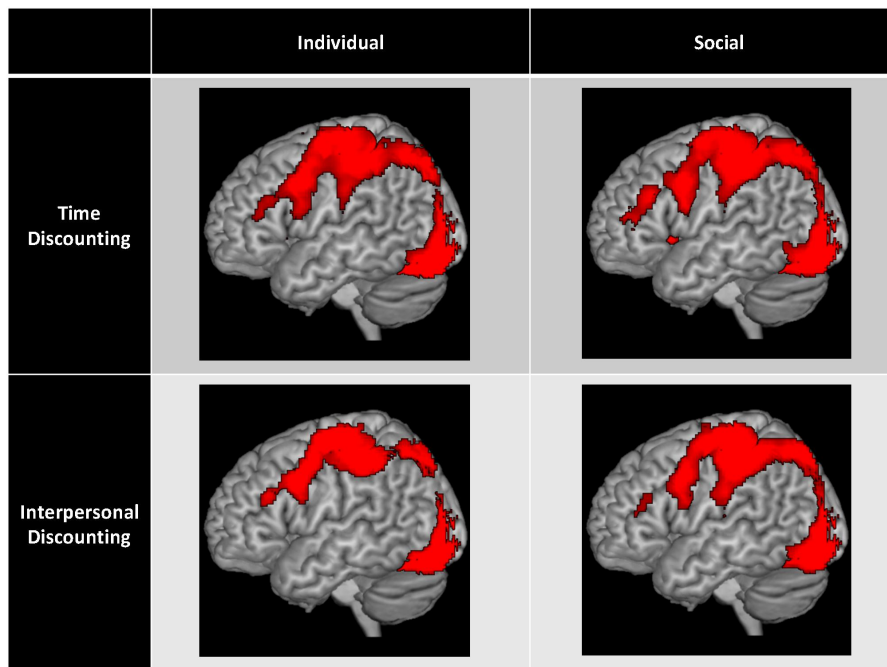 Individual
Social
Time
Discounting
Interpersonal
Discounting